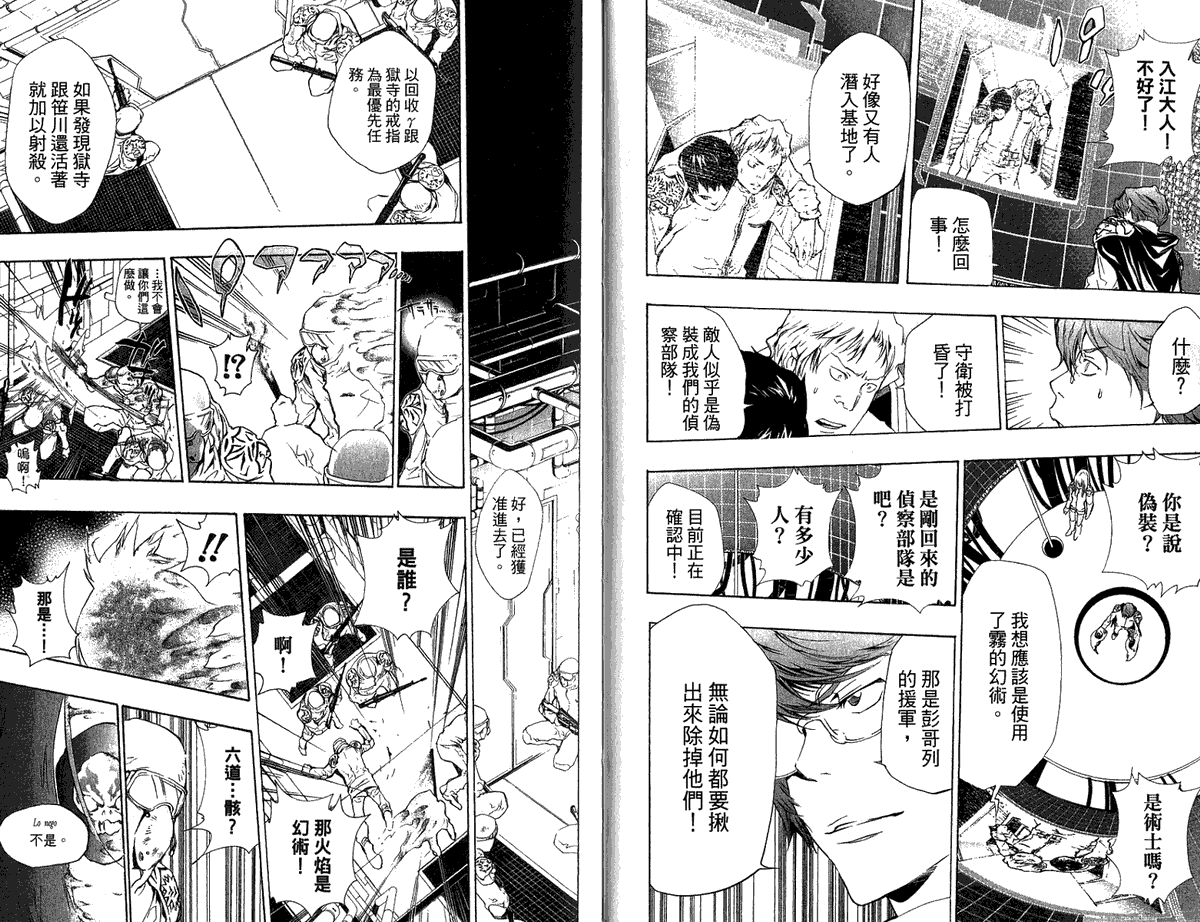 入江大人！
不好了！
好像又有人
潛入基地了。
怎麼回
事！
什麼？
守衛被打
昏了！
敵人似乎是偽
裝成我們的偵
察部隊！
你是說
偽裝？
是剛回來的
偵察部隊是
吧？
有多少
人？
目前正在
確認中！
我想應該是使用
了霧的幻術。
是術士嗎？
那是彭哥列
的援軍，
無論如何都要揪
出來除掉他們！
以回收γ跟
獄寺的戒指
為最優先任
務。
如果發現獄寺
跟笹川還活著
就加以射殺。
好，已經獲
准進去了。
!?
…我不會
讓你們這
麼做。
嗚啊！
是誰？
啊！
!!
那是…！
那火焰是
幻術！
六道…骸？
Lo nego
不是。